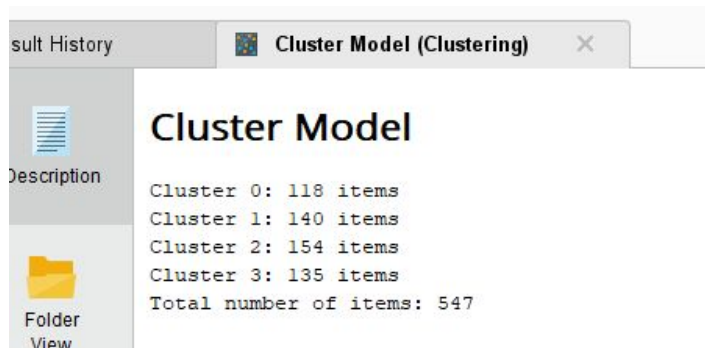 sult History
Cluster Model (Clustering)
Cluster Model
Description
Cluster 0: 118 items
Cluster 1: 140 items
Cluster 2: 154 items
Cluster 3: 135 items
Total number of items: 547
Folder
View